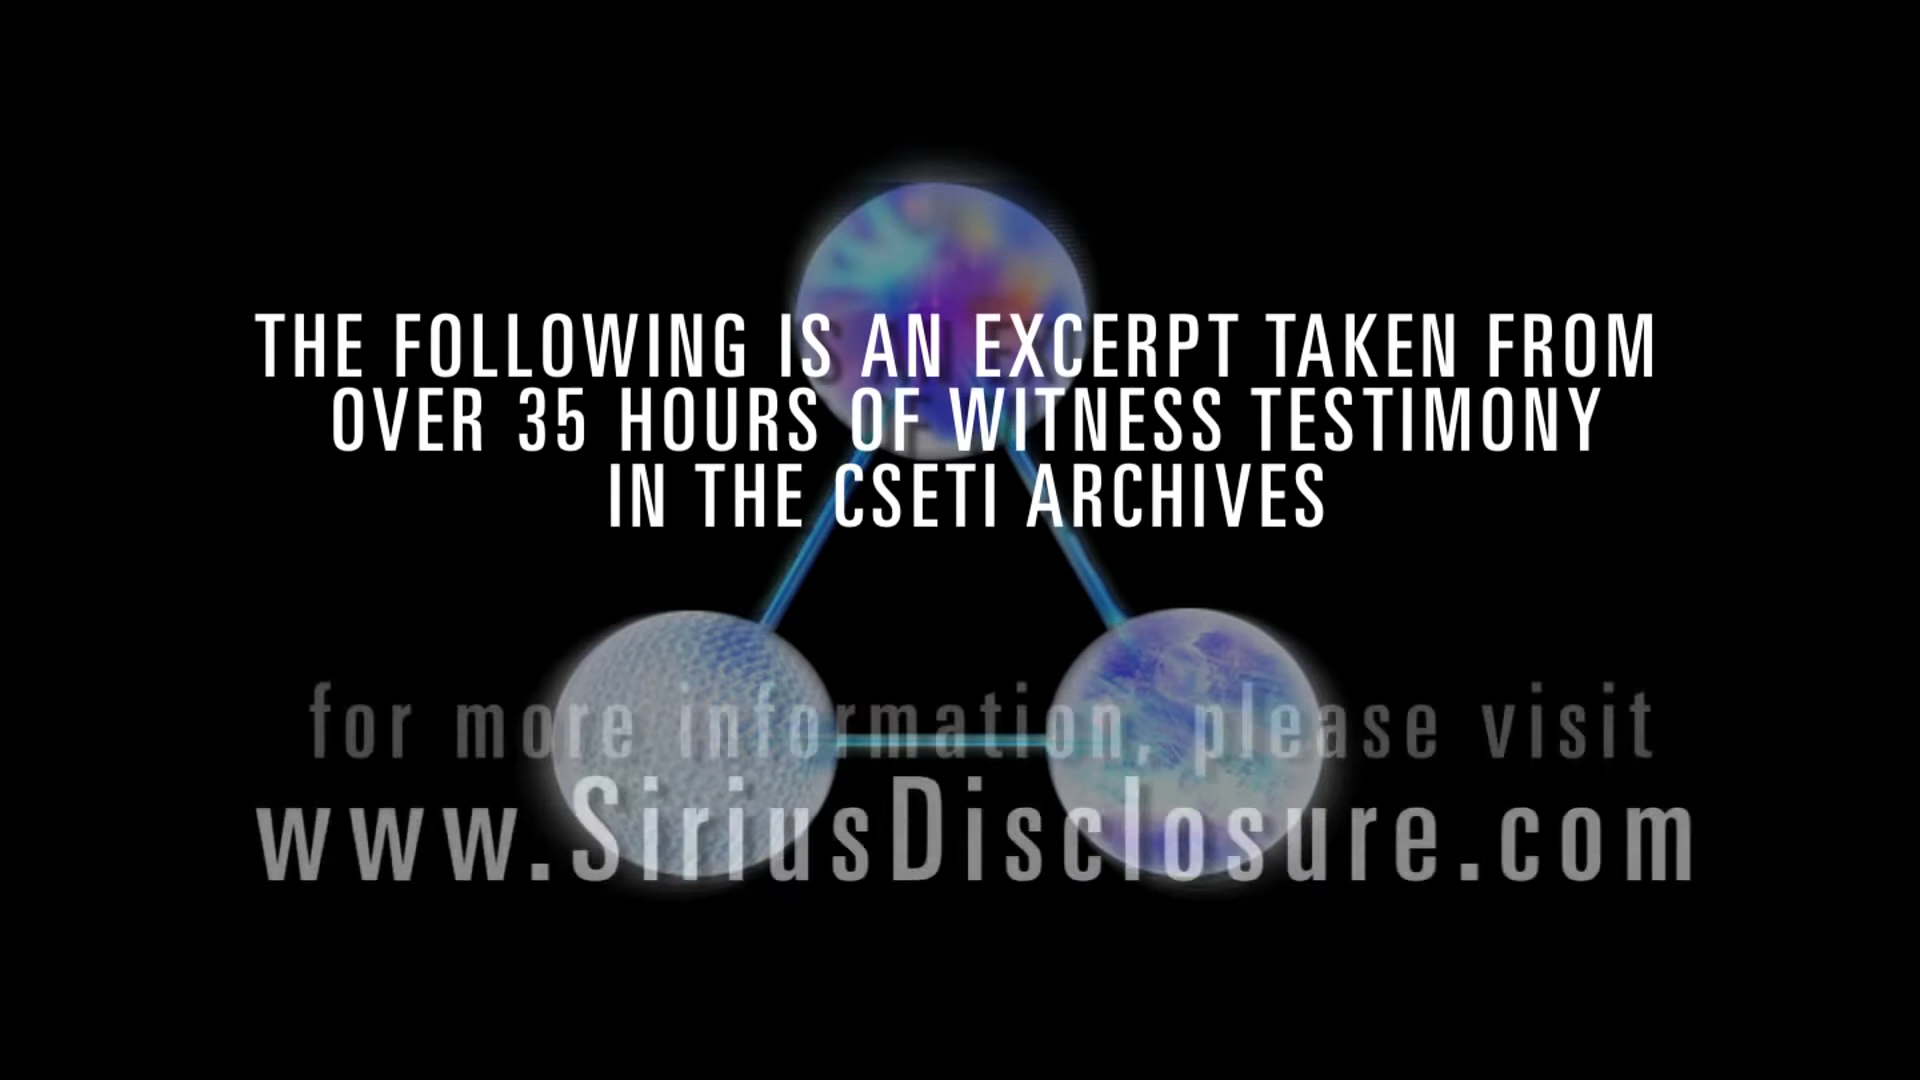 THE FOLLOWING IS AN EXCERPT TAKEN FROM
OVER 35 HOURS OF WITNESS TESTIMONY
IN THE CSETI ARCHIVES
for more information, please visit
www.SiriusDisclosure.com